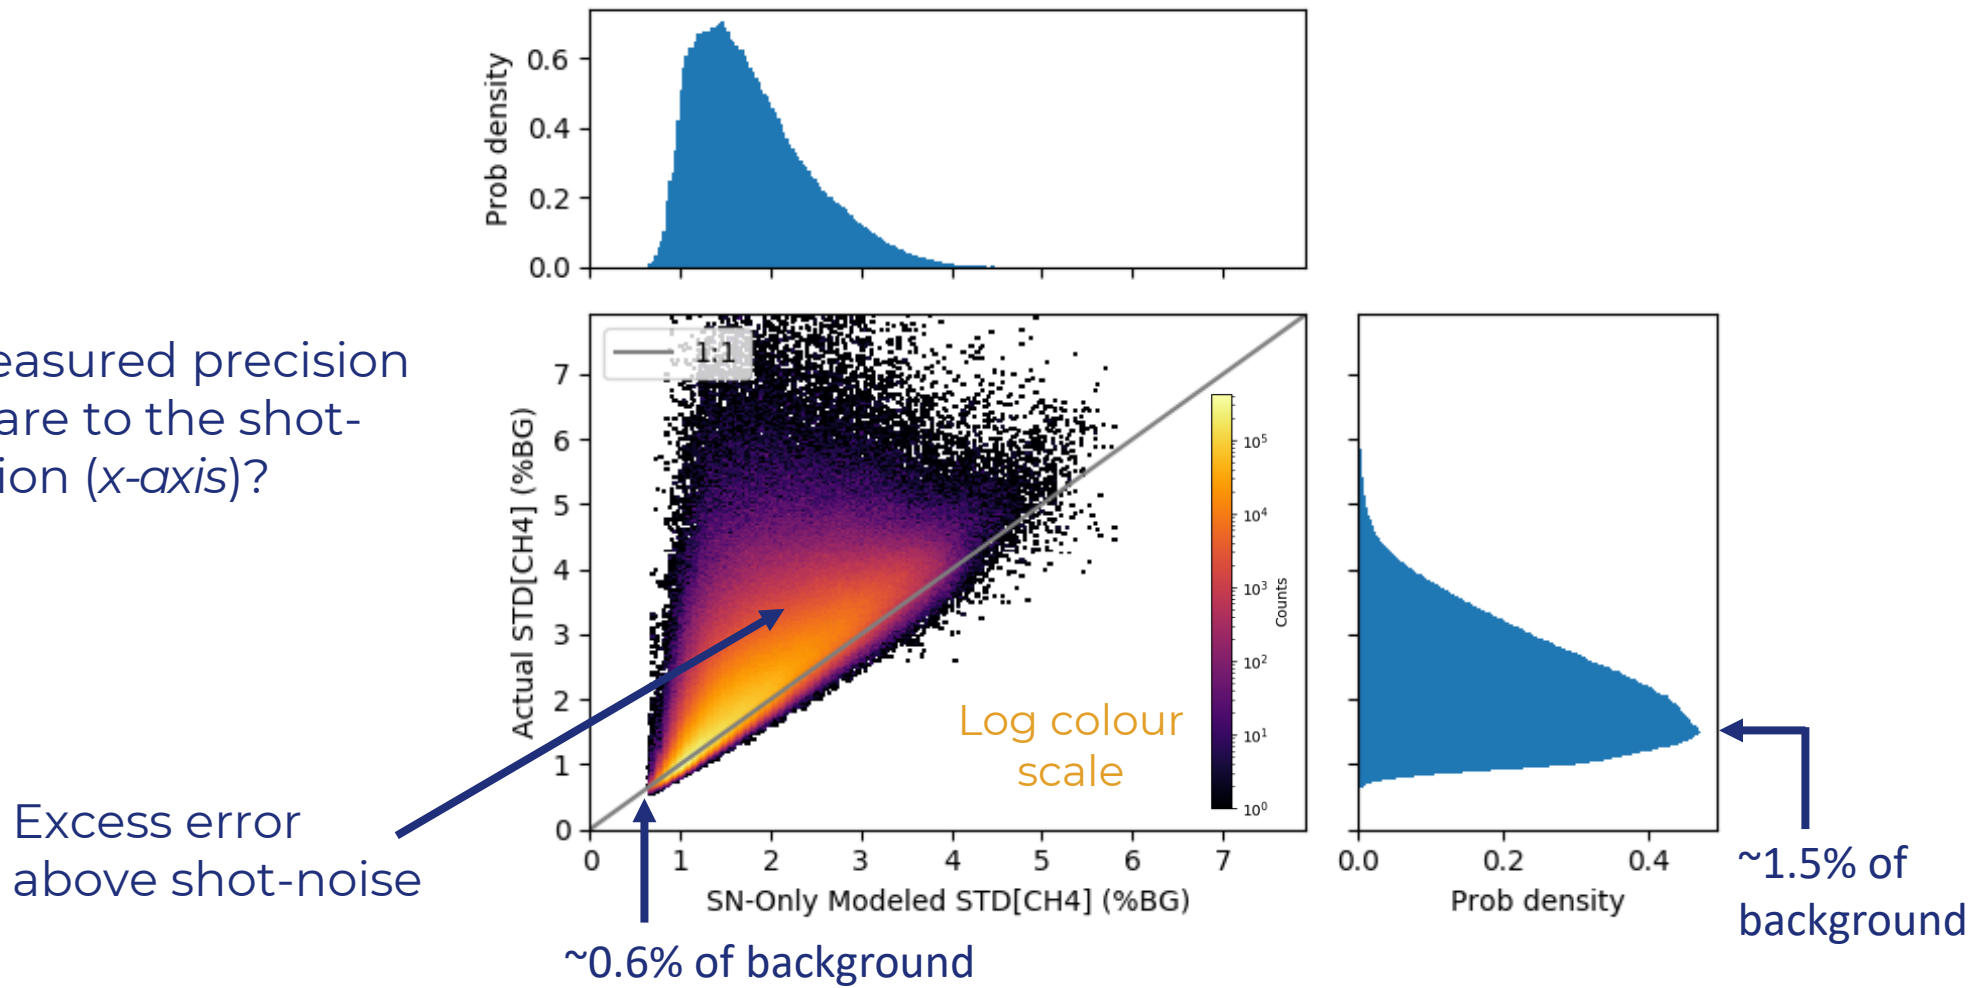 Prob density
0.6
0.4
0.2
0.0
easured precision
are to the shot-
ion (x-axis)?
1:1
Actual STD[CH4] (%BG)
7
6
5
4
3
2
1
0
10⁵
10⁴
10³
10²
10¹
10⁰
Counts
Log colour
scale
Excess error
above shot-noise
0 1 2 3 4 5 6 7
SN-Only Modeled STD[CH4] (%BG)
~0.6% of background
0.0 0.2 0.4
Prob density
~1.5% of
background